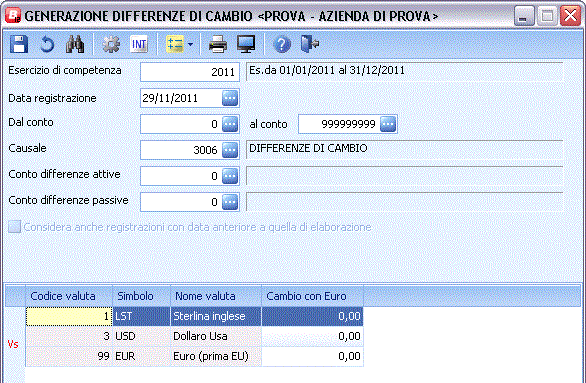 B GENERAZIONE DIFFERENZE DI CAMBIO <PROVA - AZIENDA DI PROVA>
INT
Esercizio di competenza 2011 Es.da 01/01/2011 al 31/12/2011
Data registrazione 29/11/2011
Dal conto 0 al conto 999999999
Causale 3006 DIFFERENZE DI CAMBIO
Conto differenze attive 0
Conto differenze passive 0
Considera anche registrazioni con data anteriore a quella di elaborazione
Codice valuta Simbolo Nome valuta Cambio con Euro
1 LST Sterlina inglese 0,00
Vs 3 USD Dollaro Usa 0,00
99 EUR Euro (prima EU) 0,00